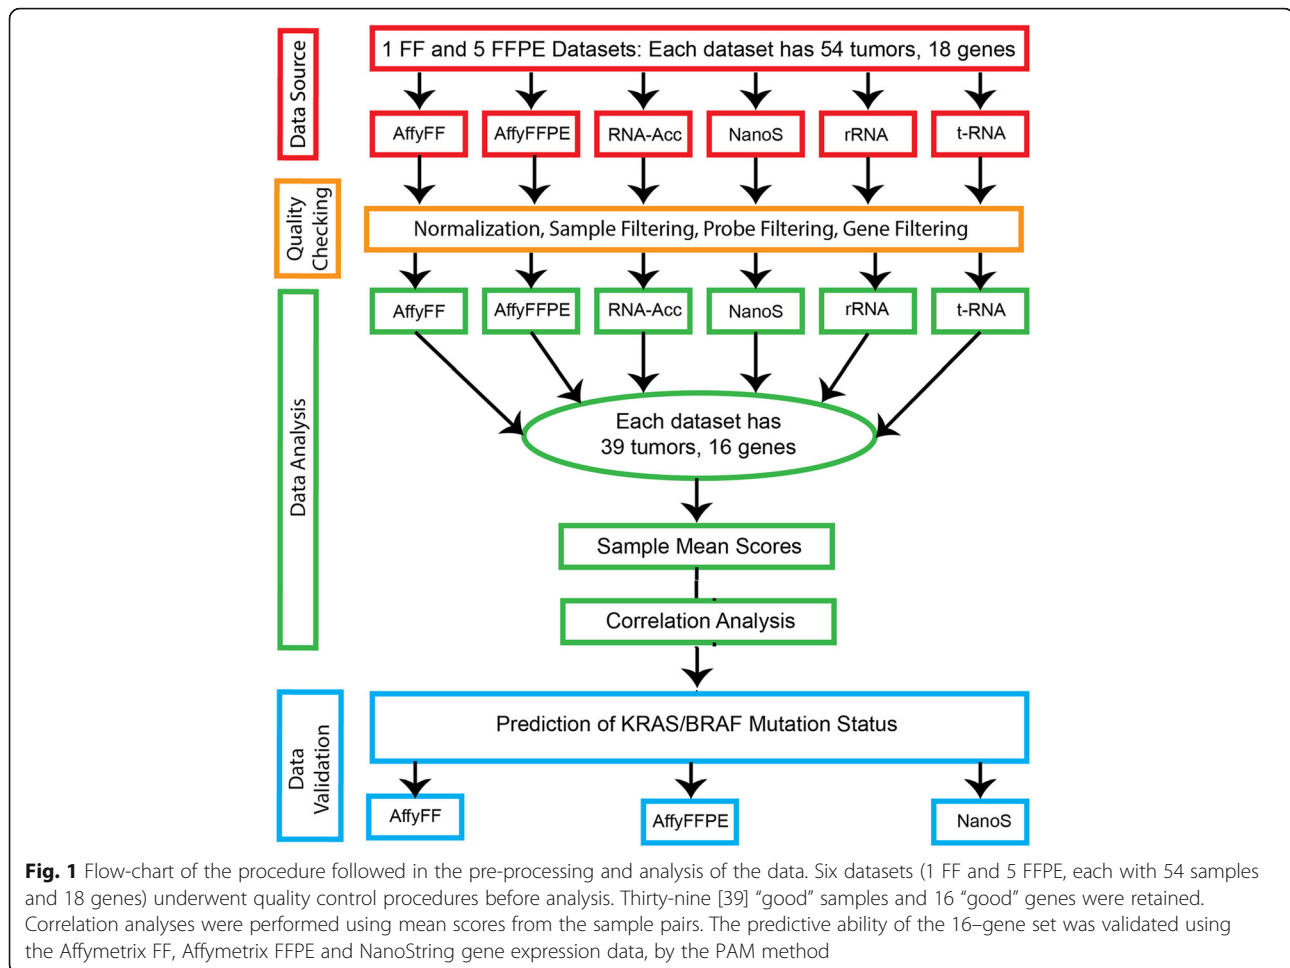 Data Source
1 FF and 5 FFPE Datasets: Each dataset has 54 tumors, 18 genes
AffyFF
AffyFFPE
RNA-Acc
NanoS
rRNA
t-RNA
Quality
Checking
Normalization, Sample Filtering, Probe Filtering, Gene Filtering
Data Analysis
AffyFF
AffyFFPE
RNA-Acc
NanoS
rRNA
t-RNA
Each dataset has
39 tumors, 16 genes
Sample Mean Scores
Correlation Analysis
Data
Validation
Prediction of KRAS/BRAF Mutation Status
AffyFF
AffyFFPE
NanoS
Fig. 1 Flow-chart of the procedure followed in the pre-processing and analysis of the data. Six datasets (1 FF and 5 FFPE, each with 54 samples
and 18 genes) underwent quality control procedures before analysis. Thirty-nine [39] “good” samples and 16 “good” genes were retained.
Correlation analyses were performed using mean scores from the sample pairs. The predictive ability of the 16–gene set was validated using
the Affymetrix FF, Affymetrix FFPE and NanoString gene expression data, by the PAM method